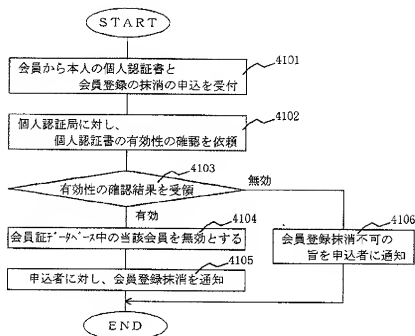 START
会員から本人の個人認証書と
会員登録の抹消の申込を受付
4101
個人認証局に対し、
個人認証書の有効性の確認を依頼
4102
4103
有効性の確認結果を受領
無効
有効
4104
会員証データベース中の当該会員を無効とする
4106
会員登録抹消不可の
旨を申込者に通知
4105
申込者に対し、会員登録抹消を通知
END